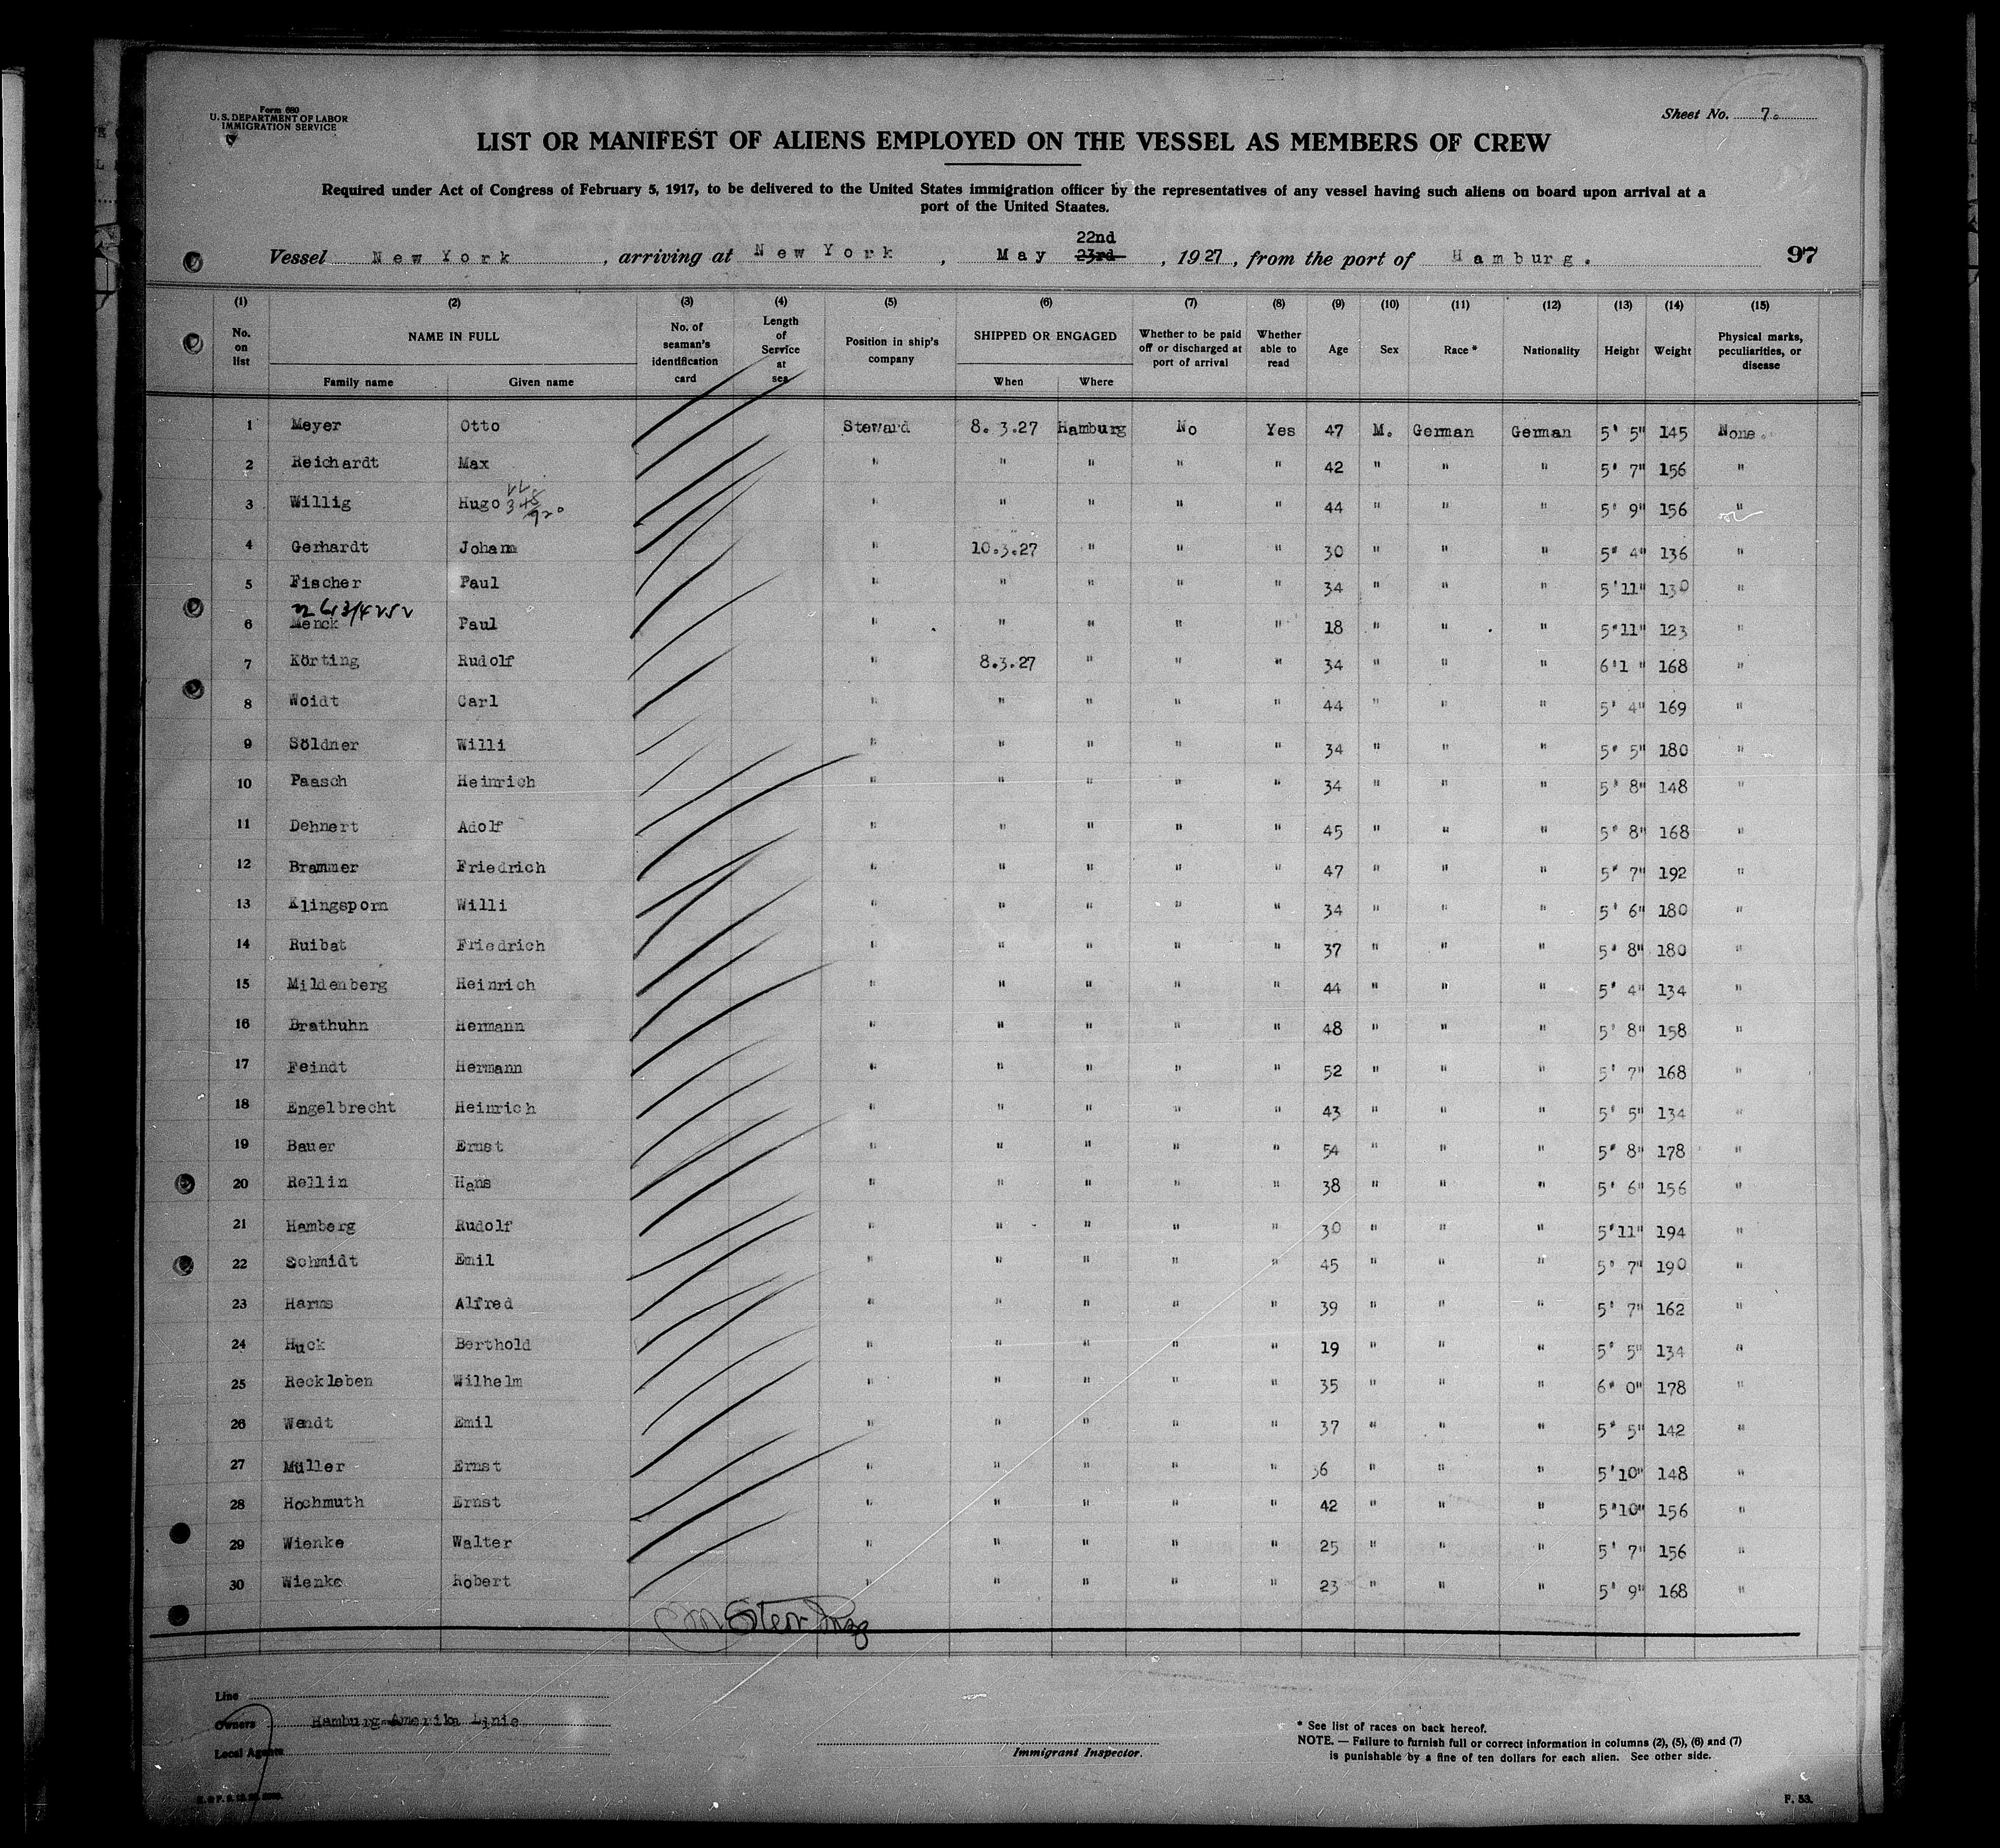 Form 680
U. S. DEPARTMENT OF LABOR
IMMIGRATION SERVICE
Sheet No. 7.
LIST OR MANIFEST OF ALIENS EMPLOYED ON THE VESSEL AS MEMBERS OF CREW
Required under Act of Congress of February 5, 1917, to be delivered to the United States immigration officer by the representatives of any vessel having such aliens on board upon arrival at a
port of the United Staates.
22nd
Vessel New York , arriving at New York , May 23rd , 1927 , from the port of Hamburg. 97
(1) (2) (3) (4) (5) (6) (7) (8) (9) (10) (11) (12) (13) (14) (15)
No. on list NAME IN FULL Family name Given name No. of seaman's identification card Length of Service at sea Position in ship's company SHIPPED OR ENGAGED When Where Whether to be paid off or discharged at port of arrival Whether able to read Age Sex Race * Nationality Height Weight Physical marks, peculiarities, or disease
1 Meyer Otto Steward 8. 3.27 Hamburg No Yes 47 M. German German 5' 5" 145 None.
2 Reichardt Max " " " " " 42 " " " 5' 7" 156 "
3 Willig Hugo " " " " " 44 " " " 5' 9" 156 "
4 Gerhardt Johann " 10.3.27 " " " 30 " " " 5' 4" 136 "
5 Fischer Paul " " " " " 34 " " " 5'11" 130 "
6 Menck Paul " " " " " 18 " " " 5'11" 123 "
7 Körting Rudolf " 8.3.27 " " " 34 " " " 6'1 " 168 "
8 Woidt Carl " " " " " 44 " " " 5' 4" 169 "
9 Söldner Willi " " " " " 34 " " " 5' 5" 180 "
10 Paasch Heinrich " " " " " 34 " " " 5' 8" 148 "
11 Dehnert Adolf " " " " " 45 " " " 5' 8" 168 "
12 Brammer Friedrich " " " " " 47 " " " 5' 7" 192 "
13 Klingsporn Willi " " " " " 34 " " " 5' 6" 180 "
14 Ruibat Friedrich " " " " " 37 " " " 5' 8" 180 "
15 Mildenberg Heinrich " " " " " 44 " " " 5' 4" 134 "
16 Brathuhn Hermann " " " " " 48 " " " 5' 8" 158 "
17 Feindt Hermann " " " " " 52 " " " 5' 7" 168 "
18 Engelbrecht Heinrich " " " " " 43 " " " 5' 5" 134 "
19 Bauer Ernst " " " " " 54 " " " 5' 8" 178 "
20 Rellin Hans " " " " " 38 " " " 5' 6" 156 "
21 Hamberg Rudolf " " " " " 30 " " " 5'11" 194 "
22 Schmidt Emil " " " " " 45 " " " 5' 7" 190 "
23 Harms Alfred " " " " " 39 " " " 5' 7" 162 "
24 Huck Berthold " " " " " 19 " " " 5' 5" 134 "
25 Reckleben Wilhelm " " " " " 35 " " " 6' 0" 178 "
26 Wendt Emil " " " " " 37 " " " 5' 5" 142 "
27 Müller Ernst " " " " " 36 " " " 5'10" 148 "
28 Hochmuth Ernst " " " " " 42 " " " 5'10" 156 "
29 Wienke Walter " " " " " 25 " " " 5' 7" 156 "
30 Wienke Robert " " " " " 23 " " " 5' 9" 168 "
Line
Owners Hamburg-Amerika Linie
Local Agents
Immigrant Inspector.
* See list of races on back hereof.
NOTE. — Failure to furnish full or correct information in columns (2), (5), (6) and (7)
is punishable by a fine of ten dollars for each alien. See other side.
F. 53.